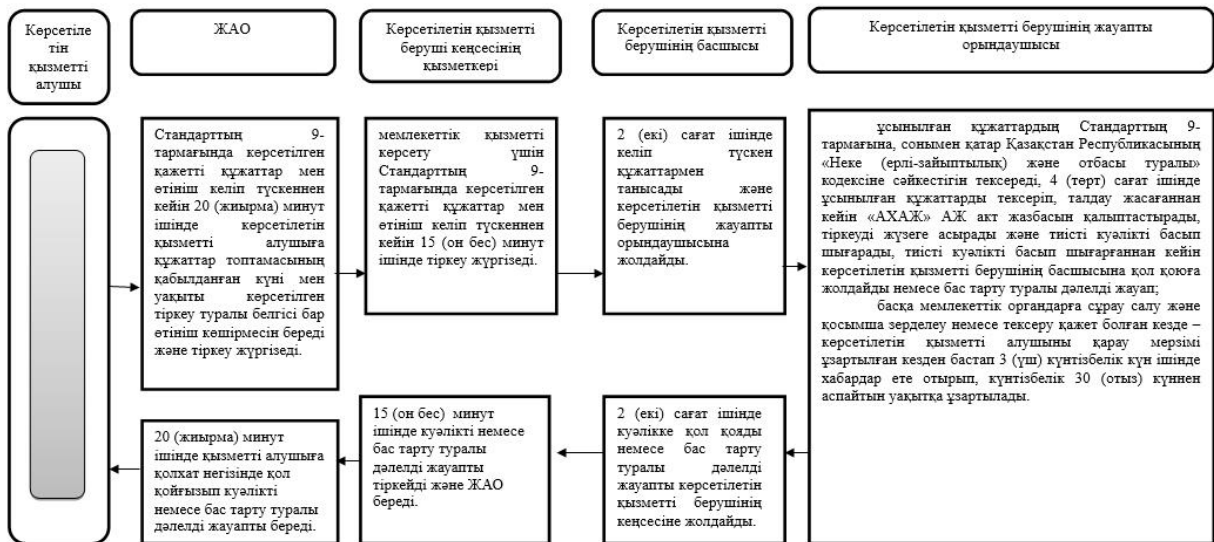 Көрсетіле
тін
қызметті
алушы
ЖАО
Көрсетілетін қызметті
беруші кеңсесінің
қызметкері
Көрсетілетін қызметті
берушінің басшысы
Көрсетілетін қызметті берушінің жауапты
орындаушысы
Стандарттың 9-
тармағында көрсетілген
қажетті құжаттар мен
өтініш келіп түскеннен
кейін 20 (жиырма) минут
ішінде көрсетілетін
қызметті алушыға
құжаттар топтамасының
қабылданған күні мен
уақыты көрсетілген
тіркеу туралы белгісі бар
өтініш көшірмесін береді
және тіркеу жүргізеді.
мемлекеттік қызметті
көрсету үшін
Стандарттың 9-
тармағында көрсетілген
қажетті құжаттар мен
өтініш келіп түскеннен
кейін 15 (он бес) минут
ішінде тіркеу жүргізеді.
2 (екі) сағат ішінде
келіп түскен
құжаттармен
танысады және
көрсетілетін қызметті
берушінің жауапты
орындаушысына
жолдайды.
ұсынылған құжаттардың Стандарттың 9-
тармағына, сонымен қатар Қазақстан Республикасының
«Неке (ерлі-зайыптылық) және отбасы туралы»
кодексіне сәйкестігін тексереді, 4 (төрт) сағат ішінде
ұсынылған құжаттарды тексеріп, талдау жасағаннан
кейін «АХАЖ» АЖ акт жазбасын қалыптастырады,
тіркеуді жүзеге асырады және тиісті куәлікті басып
шығарады, тиісті куәлікті басып шығарғаннан кейін
көрсетілетін қызметті берушінің басшысына қол қоюға
жолдайды немесе бас тарту туралы дәлелді жауап;
басқа мемлекеттік органдарға сұрау салу және
қосымша зерделеу немесе тексеру қажет болған кезде –
көрсетілетін қызметті алушыны қарау мерзімі
ұзартылған кезден бастап 3 (үш) күнтізбелік күн ішінде
хабардар ете отырып, күнтізбелік 30 (отыз) күннен
аспайтын уақытқа ұзартылады.
20 (жиырма) минут
ішінде қызметті алушыға
қолхат негізінде қол
қойғызып куәлікті
немесе бас тарту туралы
дәлелді жауапты береді.
15 (он бес) минут
ішінде куәлікті немесе
бас тарту туралы
дәлелді жауапты
тіркейді және ЖАО
береді.
2 (екі) сағат ішінде
куәлікке қол қояды
немесе бас тарту
туралы дәлелді
жауапты көрсетілетін
қызметті берушінің
кеңсесіне жолдайды.